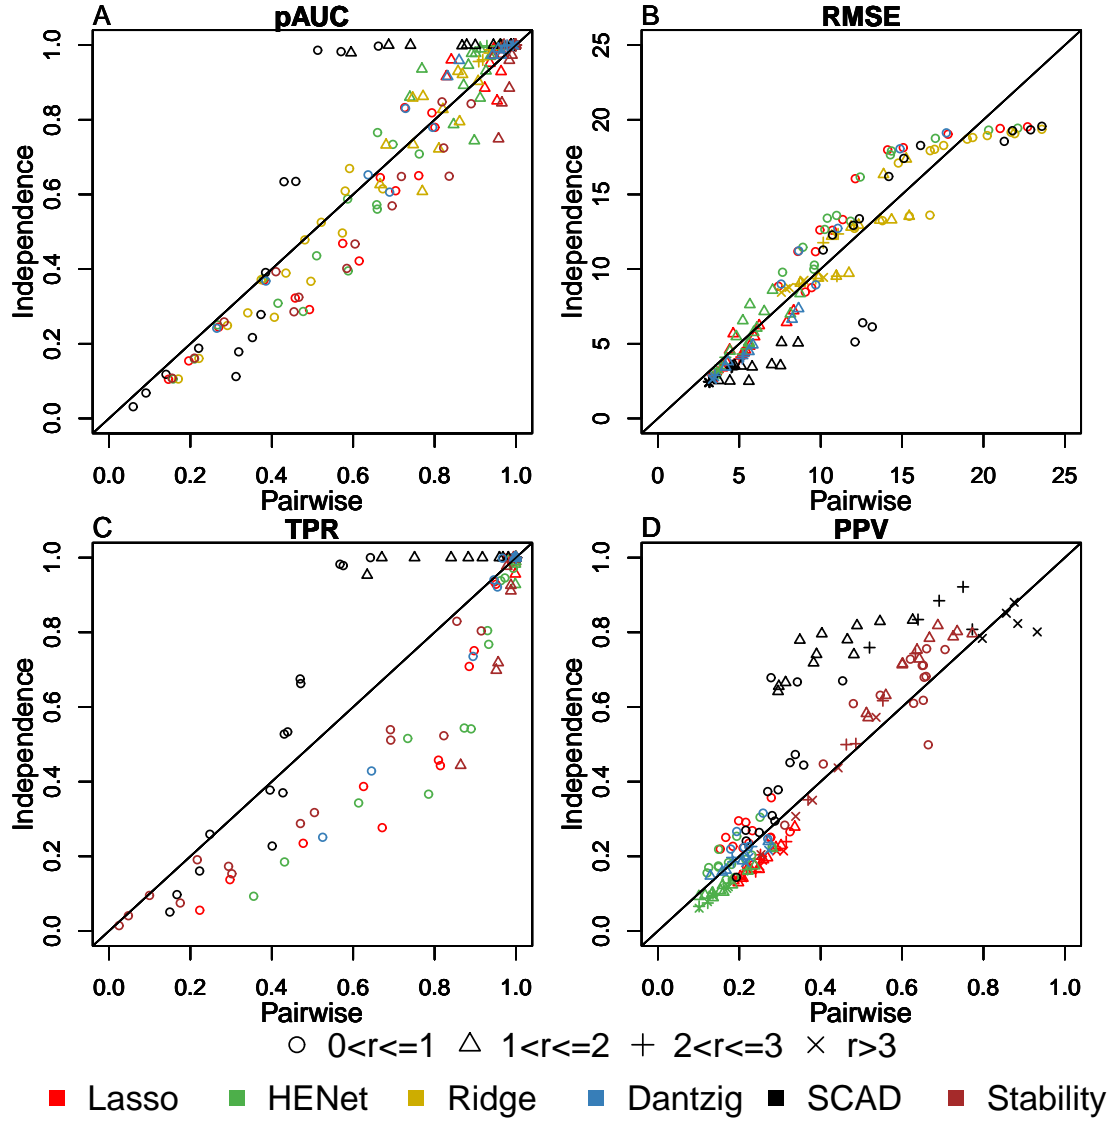 A pAUC
B RMSE
Independence
0.0 0.2 0.4 0.6 0.8 1.0
0.0 0.2 0.4 0.6 0.8 1.0
Pairwise
Independence
0 5 10 15 20 25
0 5 10 15 20 25
Pairwise
C TPR
D PPV
Independence
0.0 0.2 0.4 0.6 0.8 1.0
0.0 0.2 0.4 0.6 0.8 1.0
Pairwise
Independence
0.0 0.2 0.4 0.6 0.8 1.0
0.0 0.2 0.4 0.6 0.8 1.0
Pairwise
0<r<=1 1<r<=2 2<r<=3 r>3
Lasso HENet Ridge Dantzig SCAD Stability